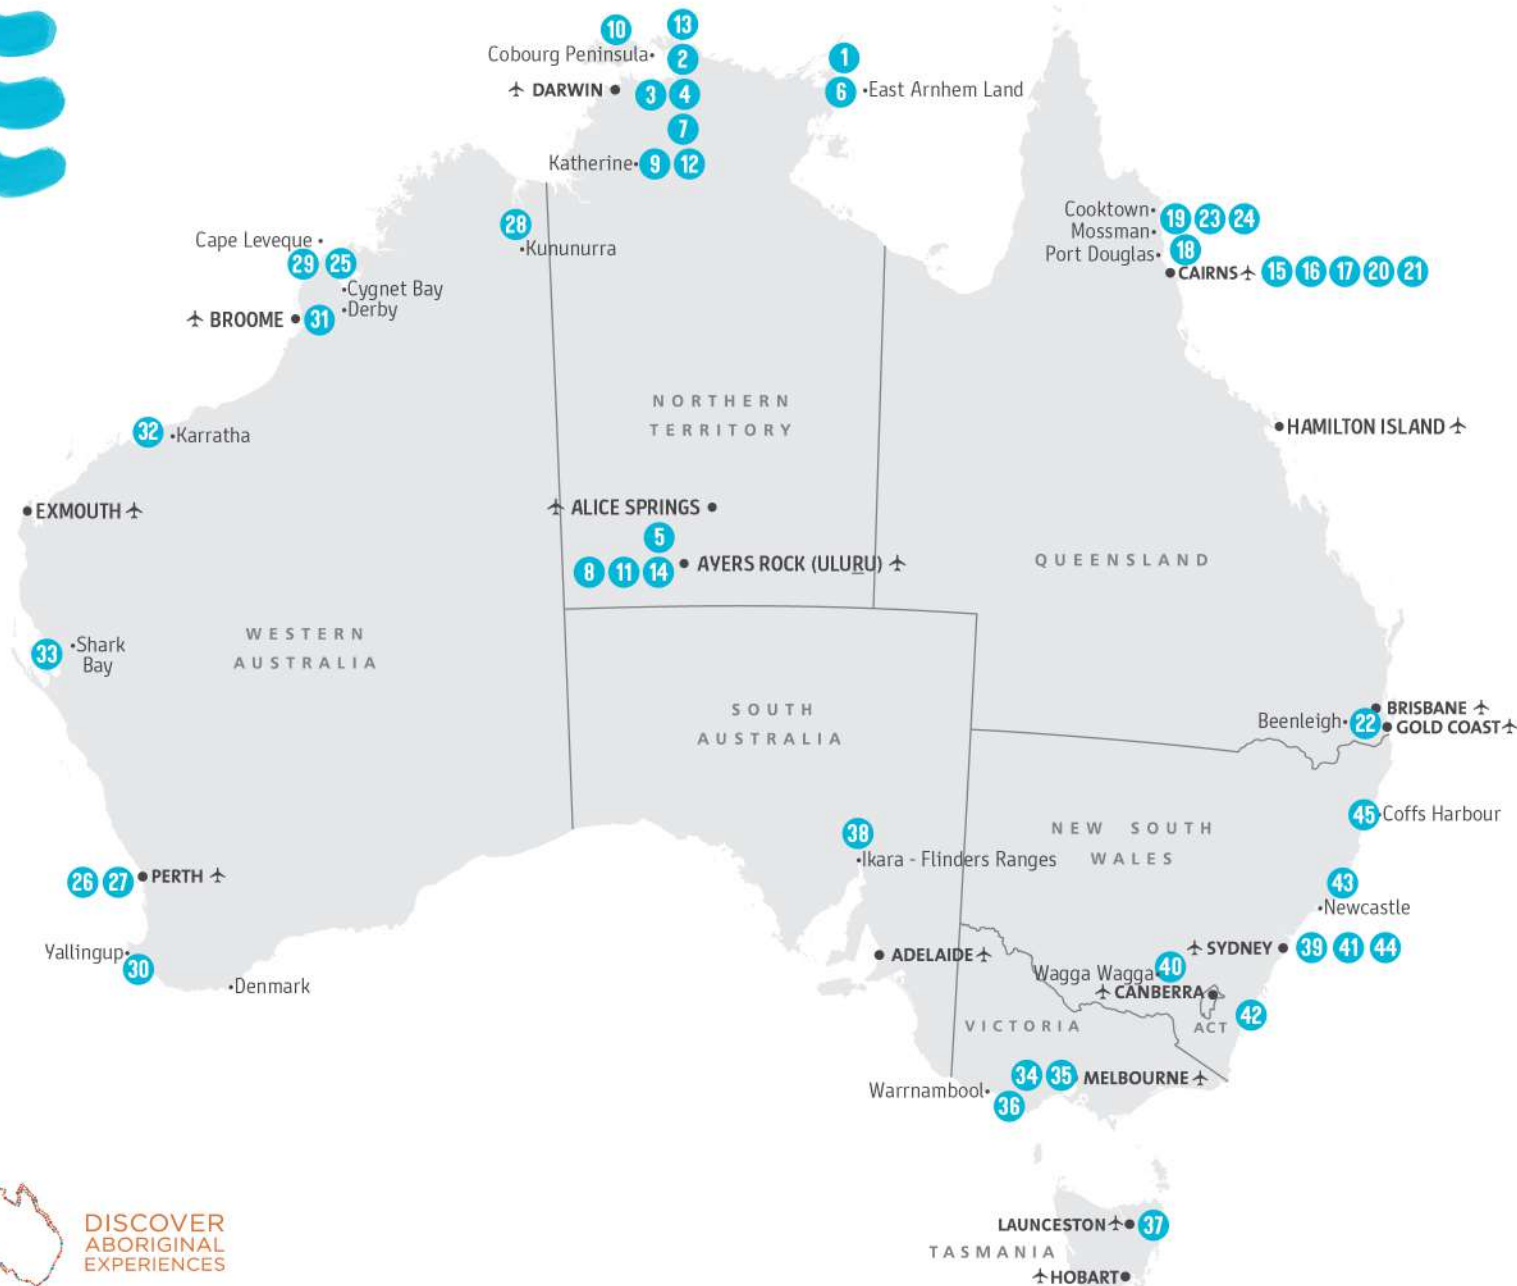 10
13
Cobourg Peninsula
2
1
DARWIN
3 4
6
East Arnhem Land
7
Katherine
9 12
Cooktown
19 23 24
Mossman
28
Kununurra
Cape Leveque
29 25
Port Douglas
18
CAIRNS
15 16 17 20 21
Cygnet Bay
Derby
BROOME
31
NORTHERN
TERRITORY
32
Karratha
HAMILTON ISLAND
EXMOUTH
ALICE SPRINGS
5
8 11 14
AYERS ROCK (ULURU)
QUEENSLAND
WESTERN
AUSTRALIA
33
Shark
Bay
SOUTH
AUSTRALIA
BRISBANE
Beenleigh
22
GOLD COAST
45
Coffs Harbour
38
Ikara - Flinders Ranges
NEW SOUTH
WALES
26 27
PERTH
43
Newcastle
Yallingup
30
Denmark
ADELAIDE
SYDNEY
39 41 44
Wagga Wagga
40
CANBERRA
42
VICTORIA
ACT
34 35
MELBOURNE
Warrnambool
36
DISCOVER
ABORIGINAL
EXPERIENCES
LAUNCESTON
37
TASMANIA
HOBART